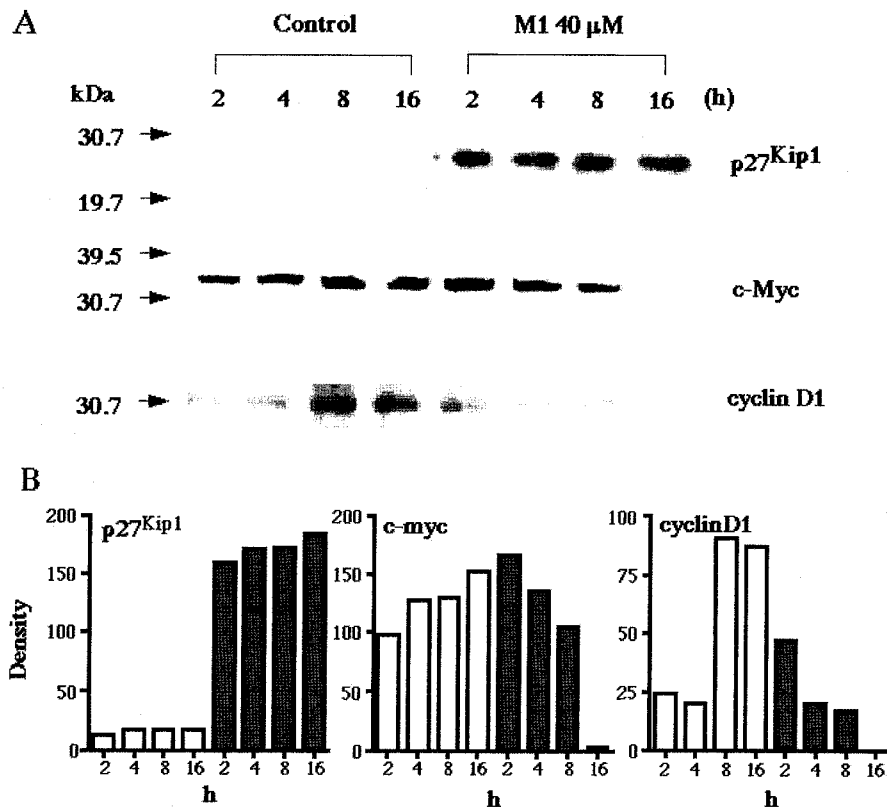 A
Control M1 40 µM
kDa 2 4 8 16 2 4 8 16 (h)
30.7 p27Kip1
19.7
39.5
30.7 c-Myc
30.7 cyclin D1
B
p27Kip1 c-myc cyclinD1
Density
200
150
100
50
0
2 4 8 16 2 4 8 16
h
200
150
100
50
0
2 4 8 16 2 4 8 16
h
100
75
50
25
0
2 4 8 16 2 4 8 16
h